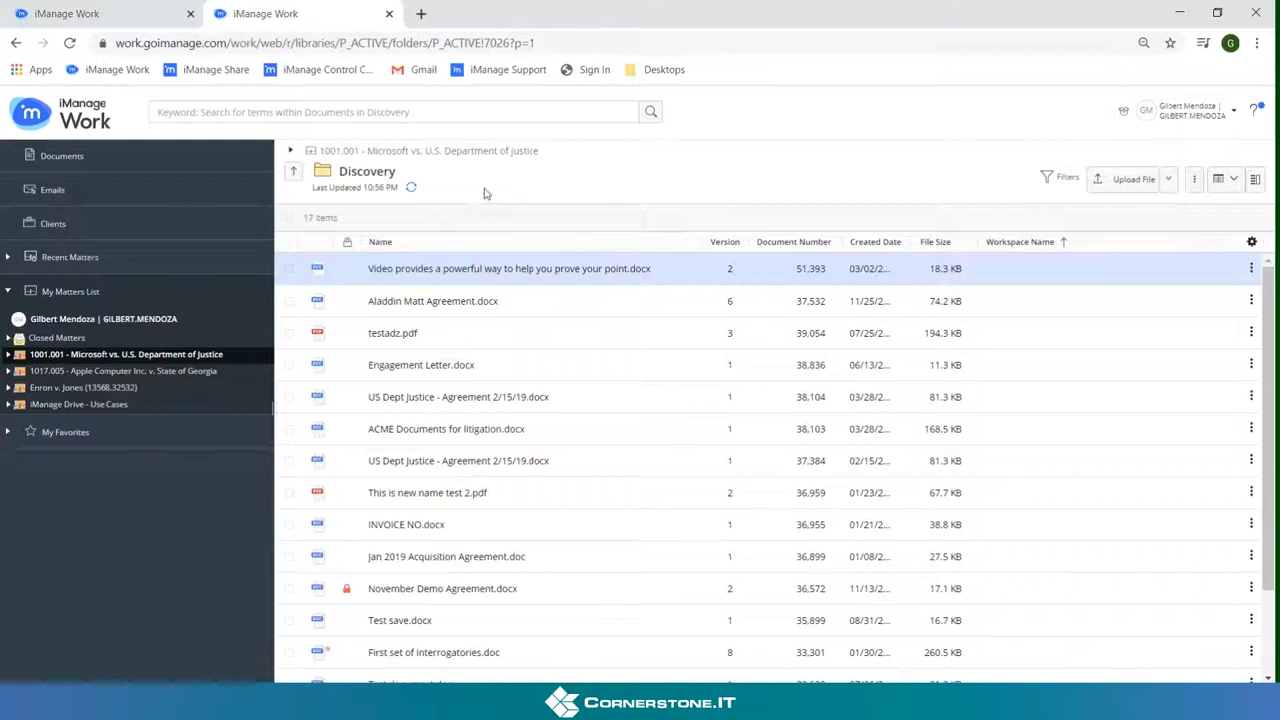 iManage Work
iManage Work
work.goimanage.com/work/web/r/libraries/P_ACTIVE/folders/P_ACTIVE!7026?p=1
G
Apps iManage Work iManage Share iManage Control C... Gmail iManage Support Sign In Desktops
m iManage Work
Keyword: Search for terms within Documents in Discovery
GM Gilbert Mendoza |
GILBERT.MENDOZA
?
Documents
Emails
Clients
Recent Matters
My Matters List
GM Gilbert Mendoza | GILBERT.MENDOZA
Closed Matters
1001.001 - Microsoft vs. U.S. Department of Justice
1017.005 - Apple Computer Inc. v. State of Georgia
Enron v. Jones (13568.32532)
iManage Drive - Use Cases
My Favorites
1001.001 - Microsoft vs. U.S. Department of Justice
Discovery
Last Updated 10:56 PM
Filters Upload File
17 items
Name Version Document Number Created Date File Size Workspace Name
DOC Video provides a powerful way to help you prove your point.docx 2 51,393 03/02/2... 18.3 KB
DOC Aladdin Matt Agreement.docx 6 37,532 11/25/2... 74.2 KB
PDF testadz.pdf 3 39,054 07/25/2... 194.3 KB
DOC Engagement Letter.docx 1 38,836 06/13/2... 11.3 KB
DOC US Dept Justice - Agreement 2/15/19.docx 1 38,104 03/28/2... 81.3 KB
DOC ACME Documents for litigation.docx 1 38,103 03/28/2... 168.5 KB
DOC US Dept Justice - Agreement 2/15/19.docx 1 37,384 02/15/2... 81.3 KB
PDF This is new name test 2.pdf 2 36,959 01/23/2... 67.7 KB
DOC INVOICE NO.docx 1 36,955 01/21/2... 38.8 KB
DOC Jan 2019 Acquisition Agreement.doc 1 36,899 01/08/2... 27.5 KB
DOC November Demo Agreement.docx 2 36,572 11/13/2... 17.1 KB
DOC Test save.docx 1 35,899 08/31/2... 16.7 KB
DOC First set of interrogatories.doc 8 33,301 01/30/2... 260.5 KB
CORNERSTONE.IT